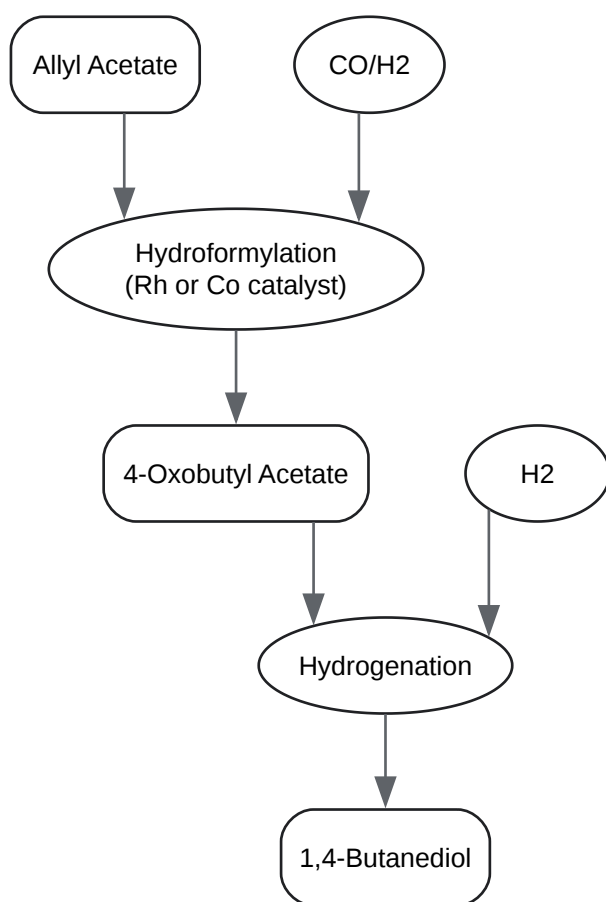 Allyl Acetate
CO/H2
Hydroformylation
(Rh or Co catalyst)
4-Oxobutyl Acetate
H2
Hydrogenation
1,4-Butanediol